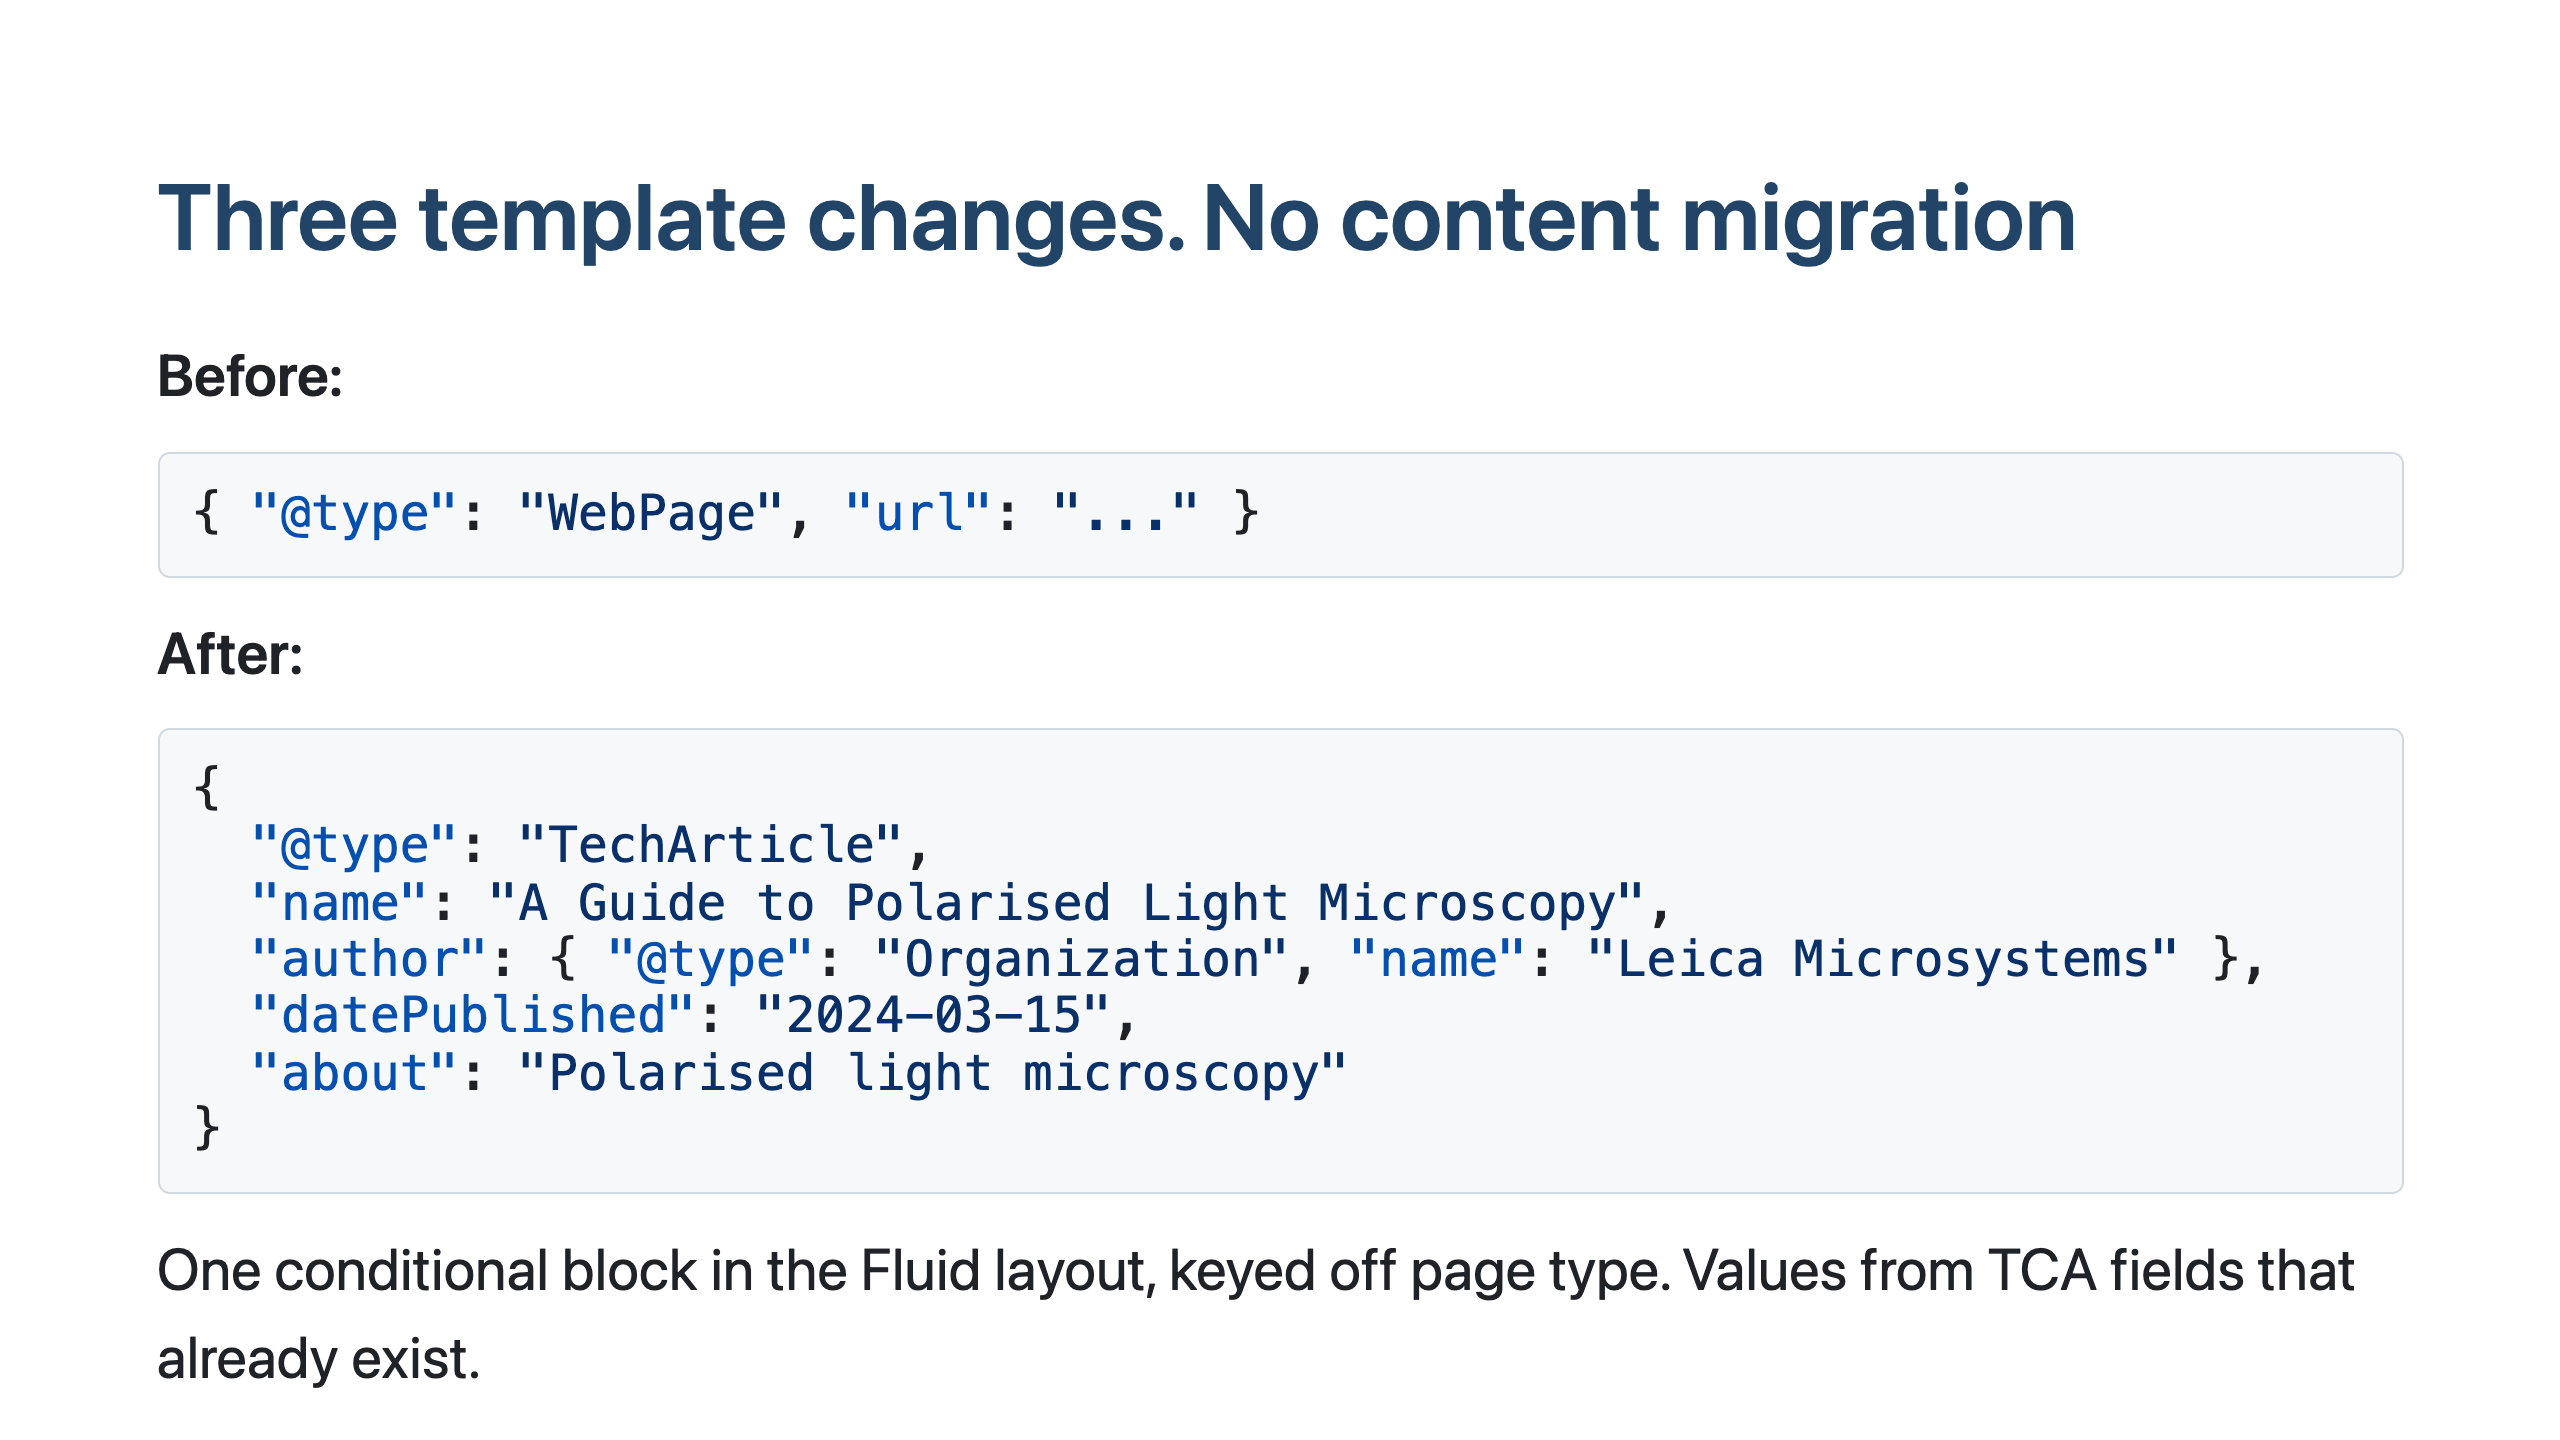 Three template changes. No content migration
Before:
{ "@type": "WebPage", "url": "..." }
After:
{
  "@type": "TechArticle",
  "name": "A Guide to Polarised Light Microscopy",
  "author": { "@type": "Organization", "name": "Leica Microsystems" },
  "datePublished": "2024-03-15",
  "about": "Polarised light microscopy"
}
One conditional block in the Fluid layout, keyed off page type. Values from TCA fields that
already exist.